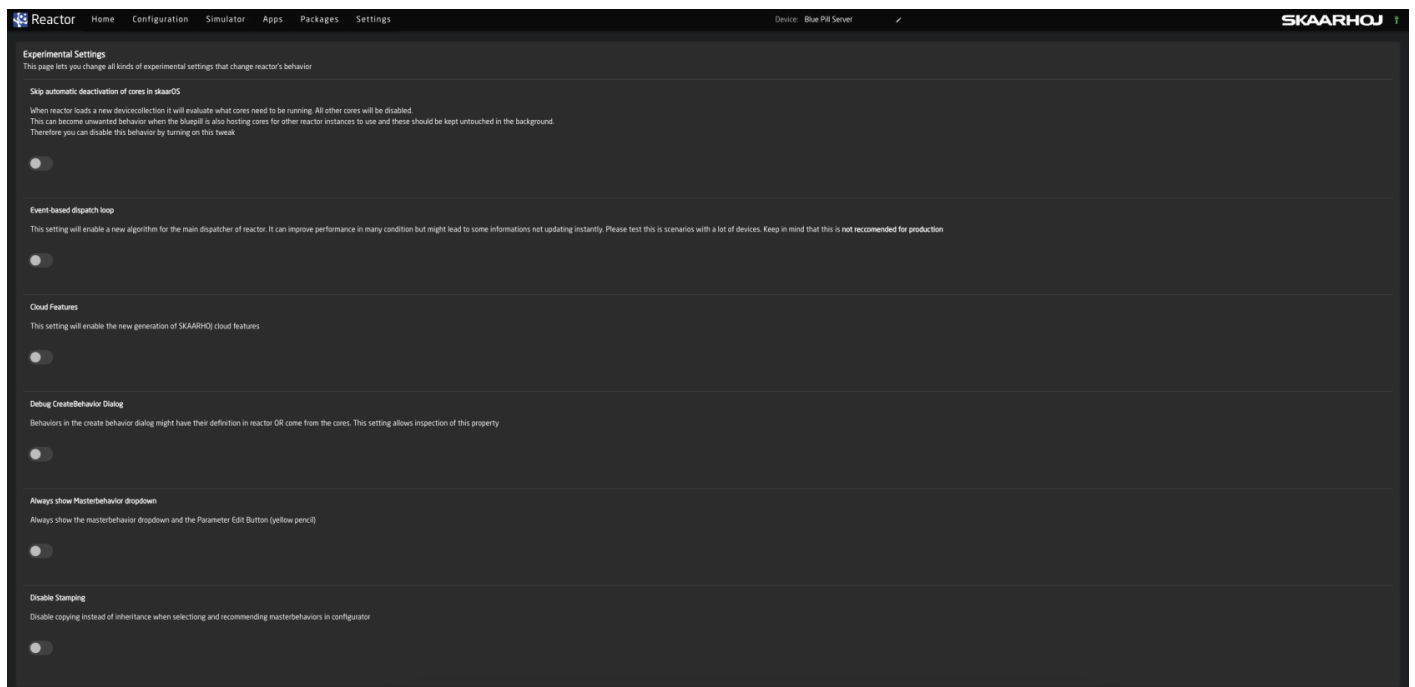 Reactor Home Configuration Simulator Apps Packages Settings Device: Blue Pill Server SKAARHOJ
Experimental Settings
This page lets you change all kinds of experimental settings that change reactor's behavior
Skip automatic deactivation of cores in skaarOS
When reactor loads a new devicecollection it will evaluate what cores need to be running. All other cores will be disabled.
This can become unwanted behavior when the bluepill is also hosting cores for other reactor instances to use and these should be kept untouched in the background.
Therefore you can disable this behavior by turning on this tweak
Event-based dispatch loop
This setting will enable a new algorithm for the main dispatcher of reactor. It can improve performance in many condition but might lead to some informations not updating instantly. Please test this is scenarios with a lot of devices. Keep in mind that this is not reccomended for production
Cloud Features
This setting will enable the new generation of SKAARHOJ cloud features
Debug CreateBehavior Dialog
Behaviors in the create behavior dialog might have their definition in reactor OR come from the cores. This setting allows inspection of this property
Always show Masterbehavior dropdown
Always show the masterbehavior dropdown and the Parameter Edit Button (yellow pencil)
Disable Stamping
Disable copying instead of inheritance when selectiong and recommending masterbehaviors in configurator